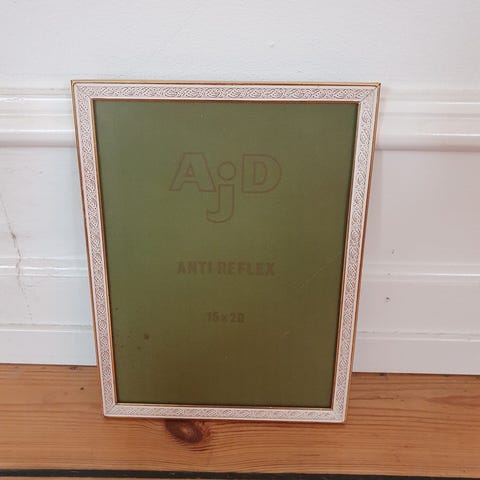 AjD
ANTI REFLEX
15x20